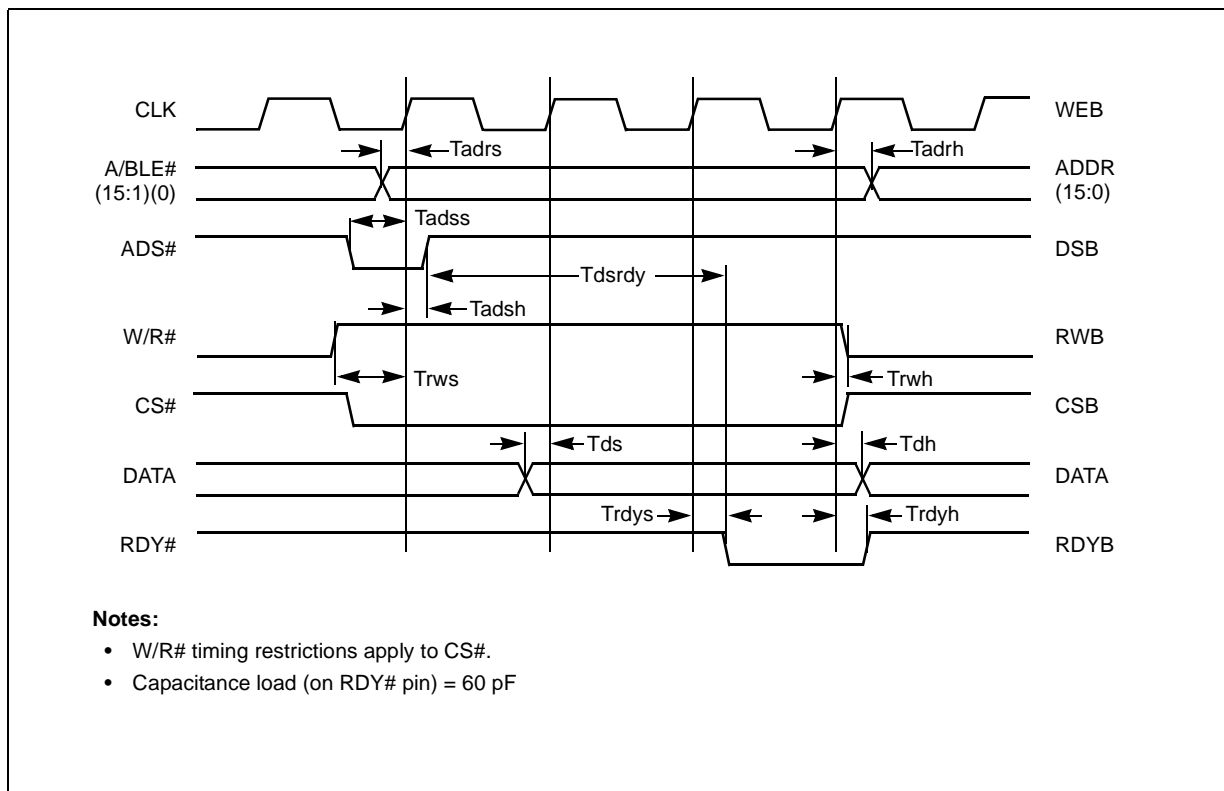 CLK WEB
Tadrs Tadrh
A/BLE# ADDR
(15:1)(0) (15:0)
Tadss
ADS# DSB
Tdsrdy
Tadsh
W/R# RWB
Trws Trwh
CS# CSB
Tds Tdh
DATA DATA
Trdys Trdyh
RDY# RDYB
Notes:
• W/R# timing restrictions apply to CS#.
• Capacitance load (on RDY# pin) = 60 pF